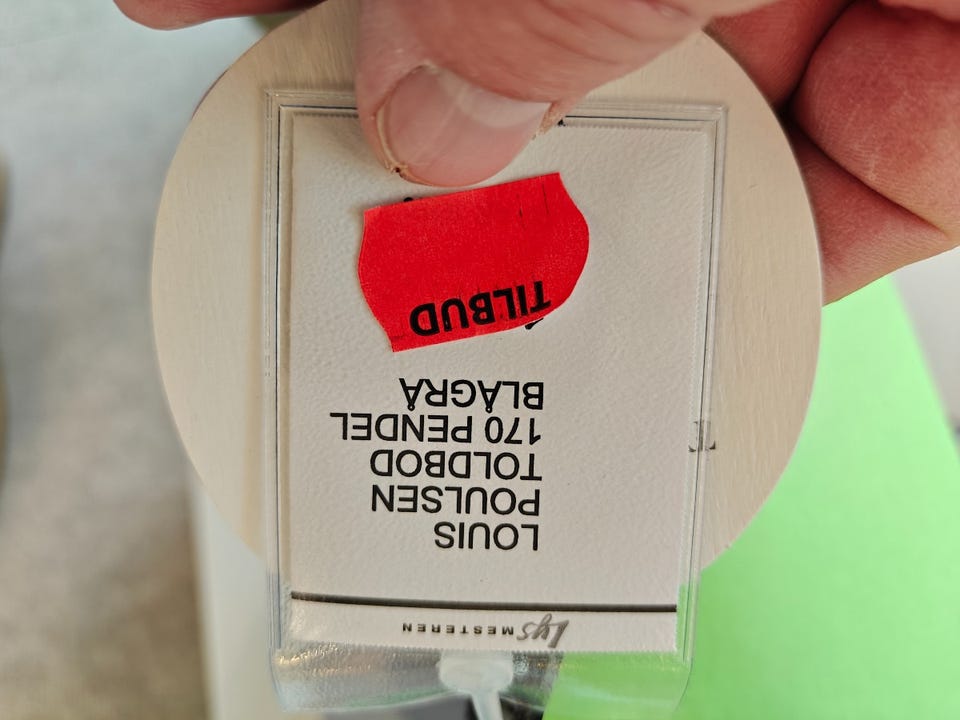 Lys MESTEREN
LOUIS
POULSEN
TOLDBOD
170 PENDEL
BLÅGRÅ
TILBUD